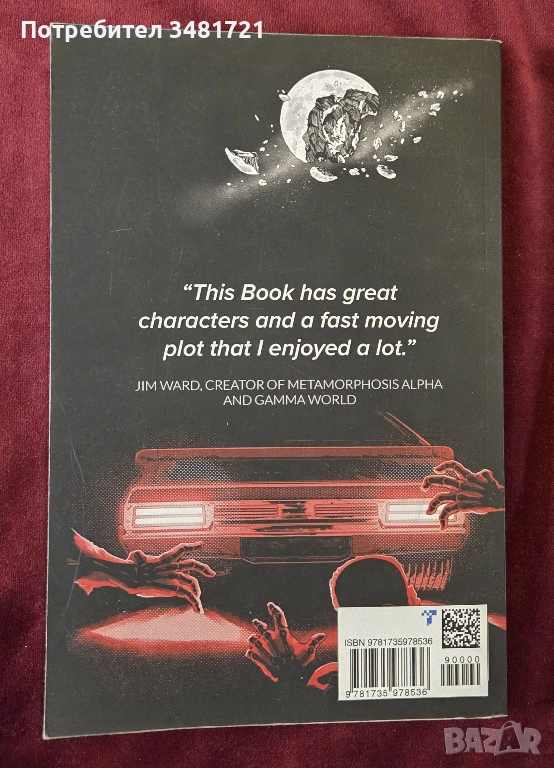 Потребител 3481721
“This Book has great
characters and a fast moving
plot that I enjoyed a lot.”
JIM WARD, CREATOR OF METAMORPHOSIS ALPHA
AND GAMMA WORLD
ISBN 9781735978536
90000
9 781735 978536
BAZAR